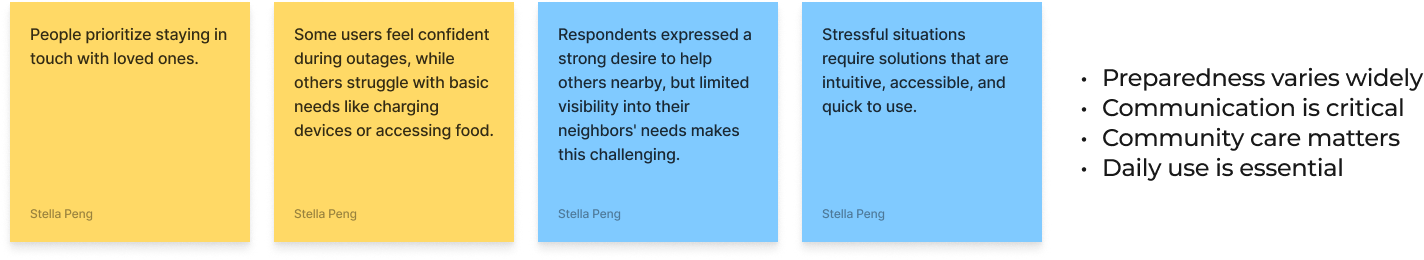 People prioritize staying in
touch with loved ones.
Stella Peng
Some users feel confident
during outages, while
others struggle with basic
needs like charging
devices or accessing food.
Stella Peng
Respondents expressed a
strong desire to help
others nearby, but limited
visibility into their
neighbors' needs makes
this challenging.
Stella Peng
Stressful situations
require solutions that are
intuitive, accessible, and
quick to use.
Stella Peng
• Preparedness varies widely
• Communication is critical
• Community care matters
• Daily use is essential